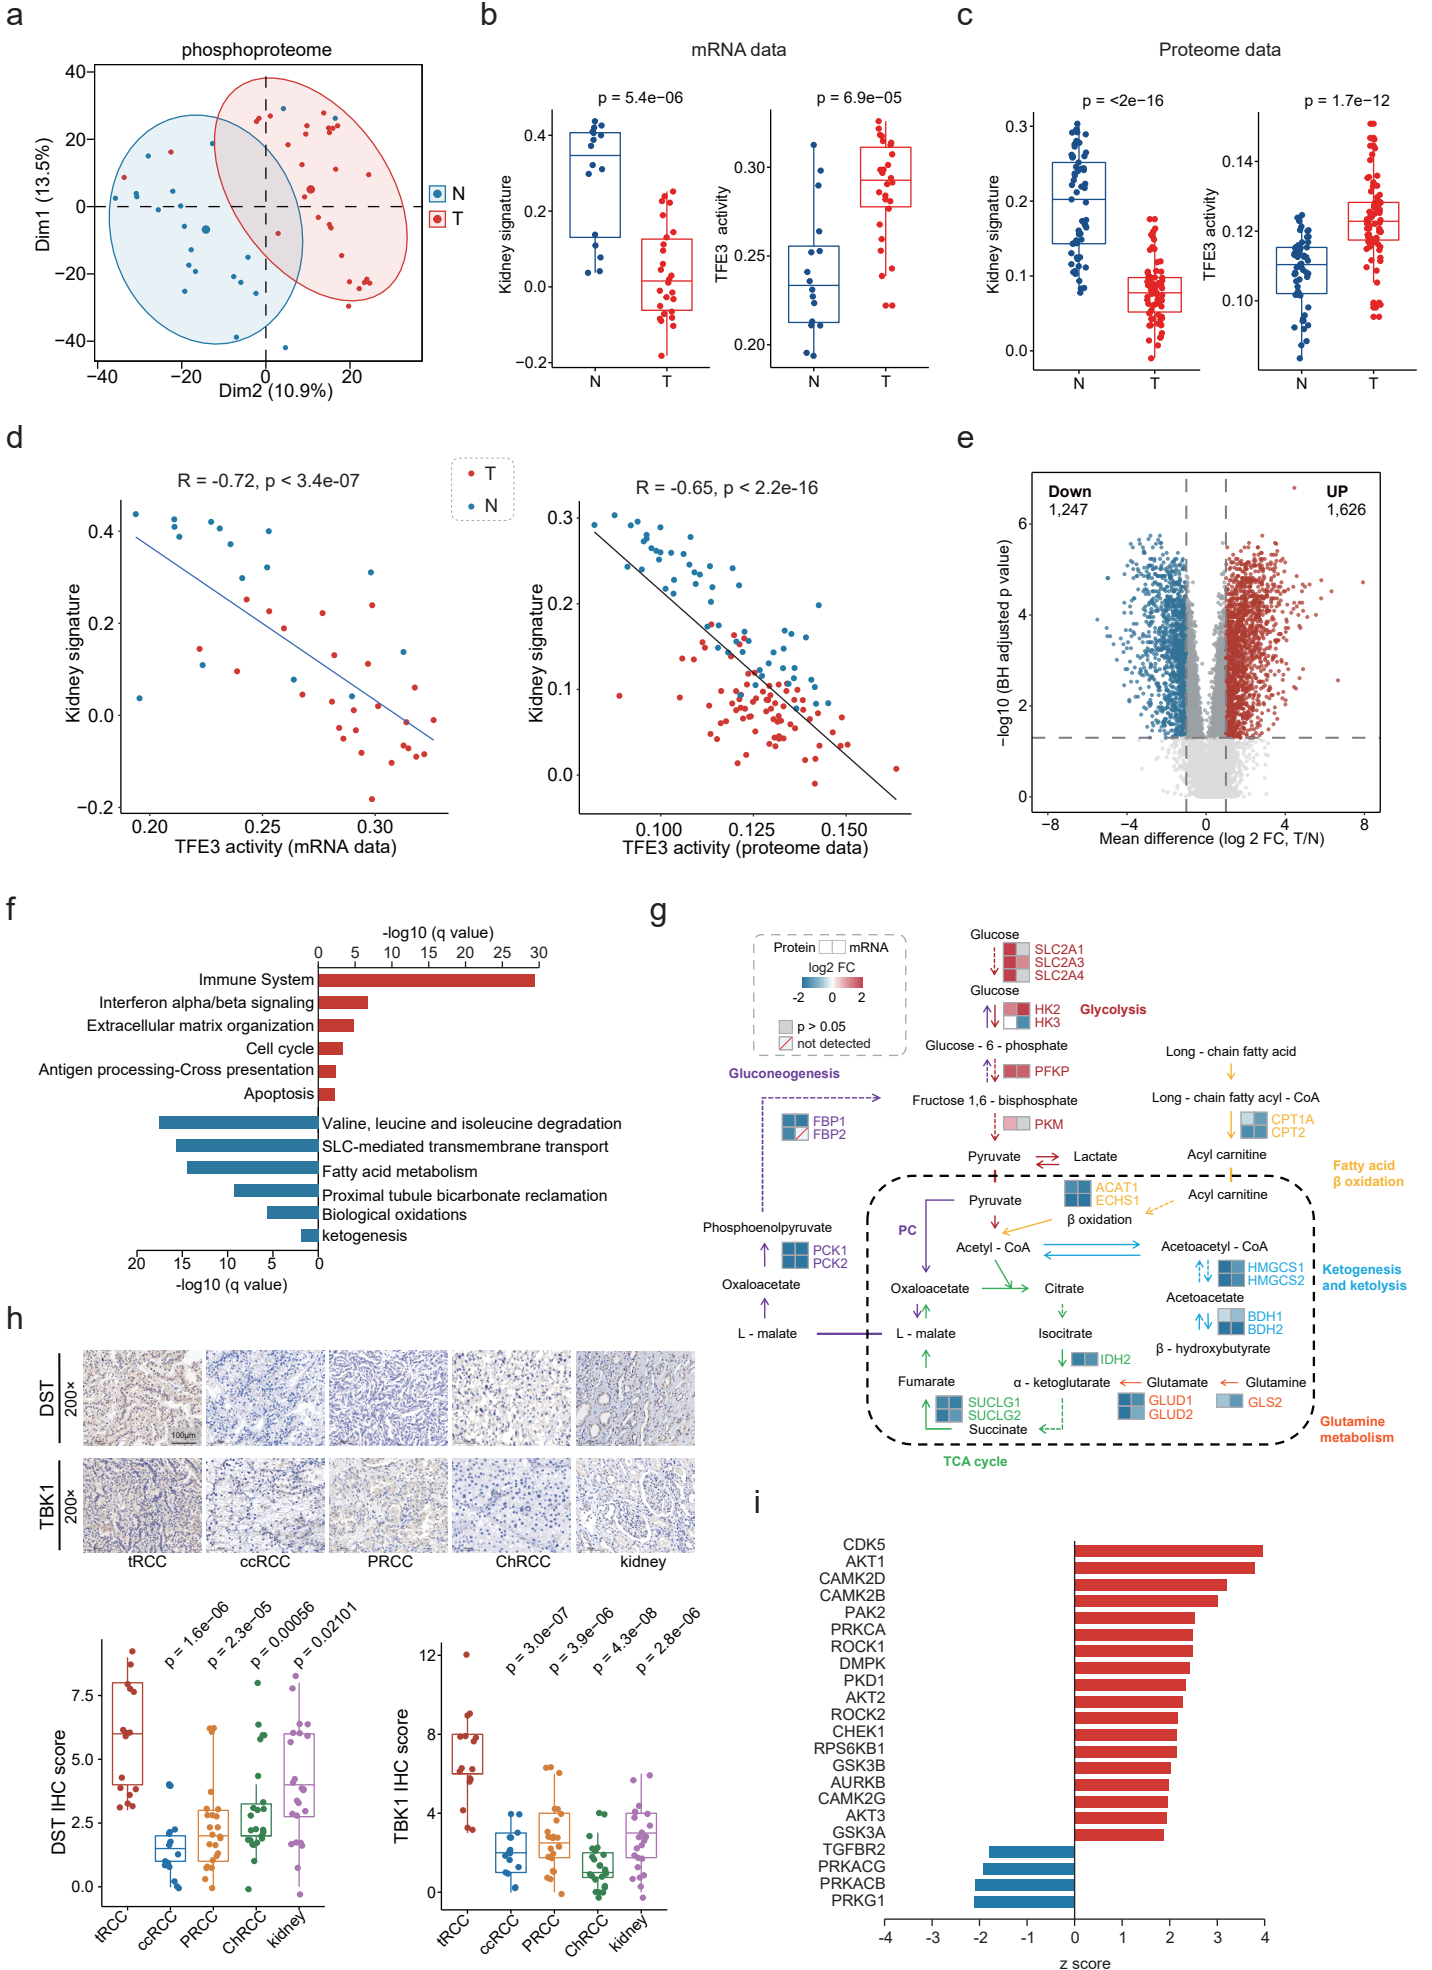 a
phosphoproteome
40
20
0
−20
−40
−40
−20
0
20
Dim1 (13.5%)
Dim2 (10.9%)
N
T
b
mRNA data
p = 5.4e−06
Kidney signature
0.4
0.2
0.0
−0.2
N
T
p = 6.9e−05
TFE3 activity
0.30
0.25
0.20
N
T
c
Proteome data
p = <2e−16
Kidney signature
0.3
0.2
0.1
0.0
N
T
p = 1.7e−12
TFE3 activity
0.14
0.12
0.10
N
T
d
R = -0.72, p < 3.4e-07
Kidney signature
0.4
0.2
0.0
−0.2
0.20
0.25
0.30
TFE3 activity (mRNA data)
T
N
R = -0.65, p < 2.2e-16
Kidney signature
0.3
0.2
0.1
0.0
0.100
0.125
0.150
TFE3 activity (proteome data)
e
Down
1,247
UP
1,626
−log10 (BH adjusted p value)
6
4
2
0
−8
−4
0
4
8
Mean difference (log 2 FC, T/N)
f
-log10 (q value)
0 5 10 15 20 25 30
Immune System
Interferon alpha/beta signaling
Extracellular matrix organization
Cell cycle
Antigen processing-Cross presentation
Apoptosis
Valine, leucine and isoleucine degradation
SLC-mediated transmembrane transport
Fatty acid metabolism
Proximal tubule bicarbonate reclamation
Biological oxidations
ketogenesis
20 15 10 5 0
-log10 (q value)
g
Protein
mRNA
log2 FC
-2 0 2
p > 0.05
not detected
Glucose
SLC2A1
SLC2A3
SLC2A4
Glucose
HK2
HK3
Glycolysis
Glucose - 6 - phosphate
PFKP
Fructose 1,6 - bisphosphate
PKM
Pyruvate
Lactate
Gluconeogenesis
FBP1
FBP2
Phosphoenolpyruvate
PCK1
PCK2
Oxaloacetate
L - malate
Long - chain fatty acid
Long - chain fatty acyl - CoA
CPT1A
CPT2
Acyl carnitine
Fatty acid
β oxidation
Pyruvate
ACAT1
ECHS1
Acyl carnitine
β oxidation
PC
Acetyl - CoA
Acetoacetyl - CoA
HMGCS1
HMGCS2
Ketogenesis
and ketolysis
Oxaloacetate
Citrate
Acetoacetate
BDH1
BDH2
L - malate
Isocitrate
β - hydroxybutyrate
IDH2
Fumarate
α - ketoglutarate
Glutamate
Glutamine
SUCLG1
SUCLG2
GLUD1
GLUD2
GLS2
Succinate
Glutamine
metabolism
TCA cycle
h
DST
200×
100μm
TBK1
200×
tRCC
ccRCC
PRCC
ChRCC
kidney
p = 1.6e−06
p = 2.3e−05
p = 0.00056
p = 0.02101
DST IHC score
7.5
5.0
2.5
0.0
tRCC
ccRCC
PRCC
ChRCC
kidney
p = 3.0e−07
p = 3.9e−06
p = 4.3e−08
p = 2.8e−06
TBK1 IHC score
12
8
4
0
tRCC
ccRCC
PRCC
ChRCC
kidney
i
CDK5
AKT1
CAMK2D
CAMK2B
PAK2
PRKCA
ROCK1
DMPK
PKD1
AKT2
ROCK2
CHEK1
RPS6KB1
GSK3B
AURKB
CAMK2G
AKT3
GSK3A
TGFBR2
PRKACG
PRKACB
PRKG1
-4 -3 -2 -1 0 1 2 3 4
z score